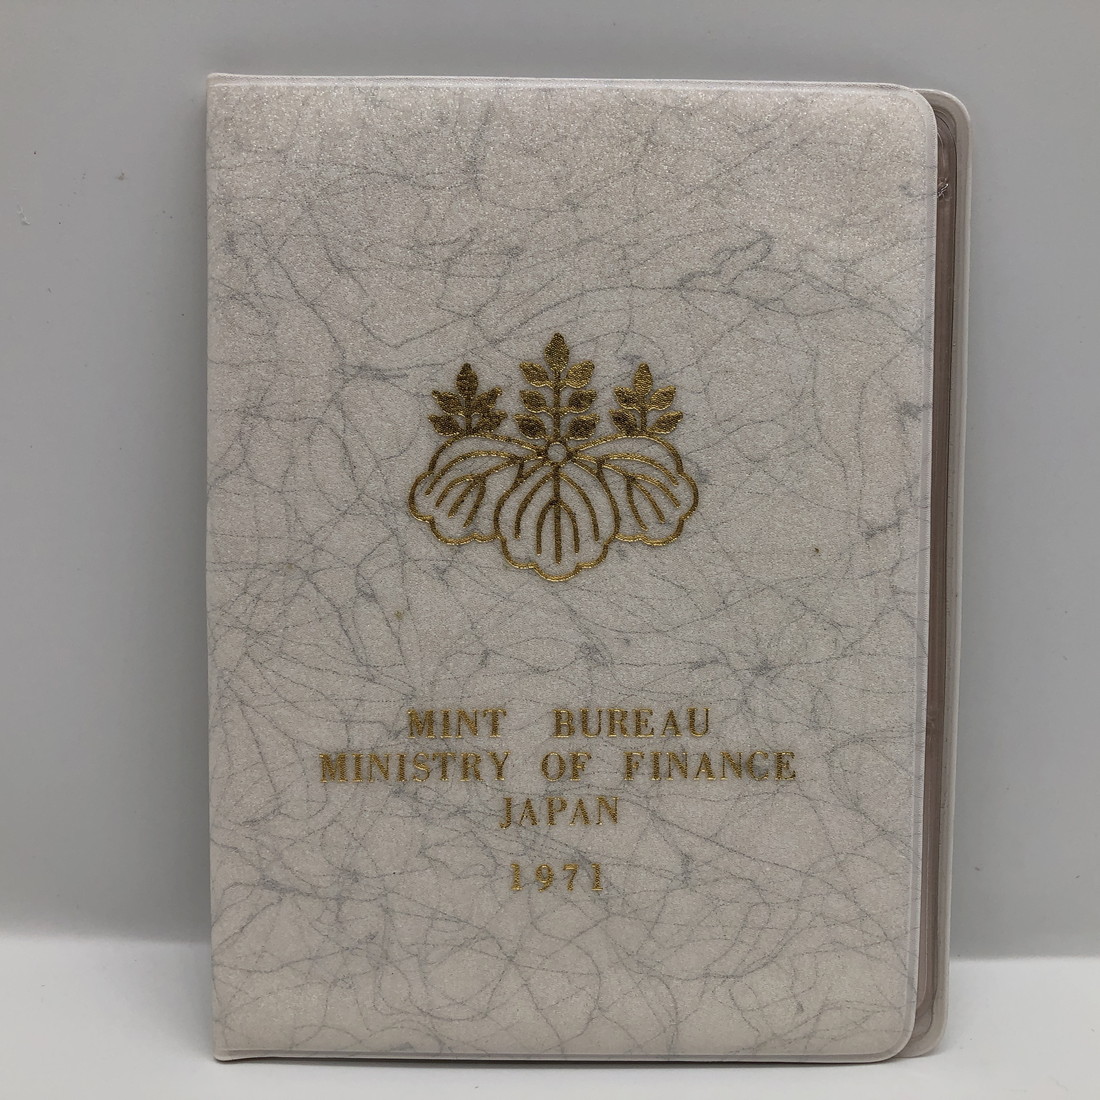 MINT BUREAU
MINISTRY OF FINANCE
JAPAN
1971